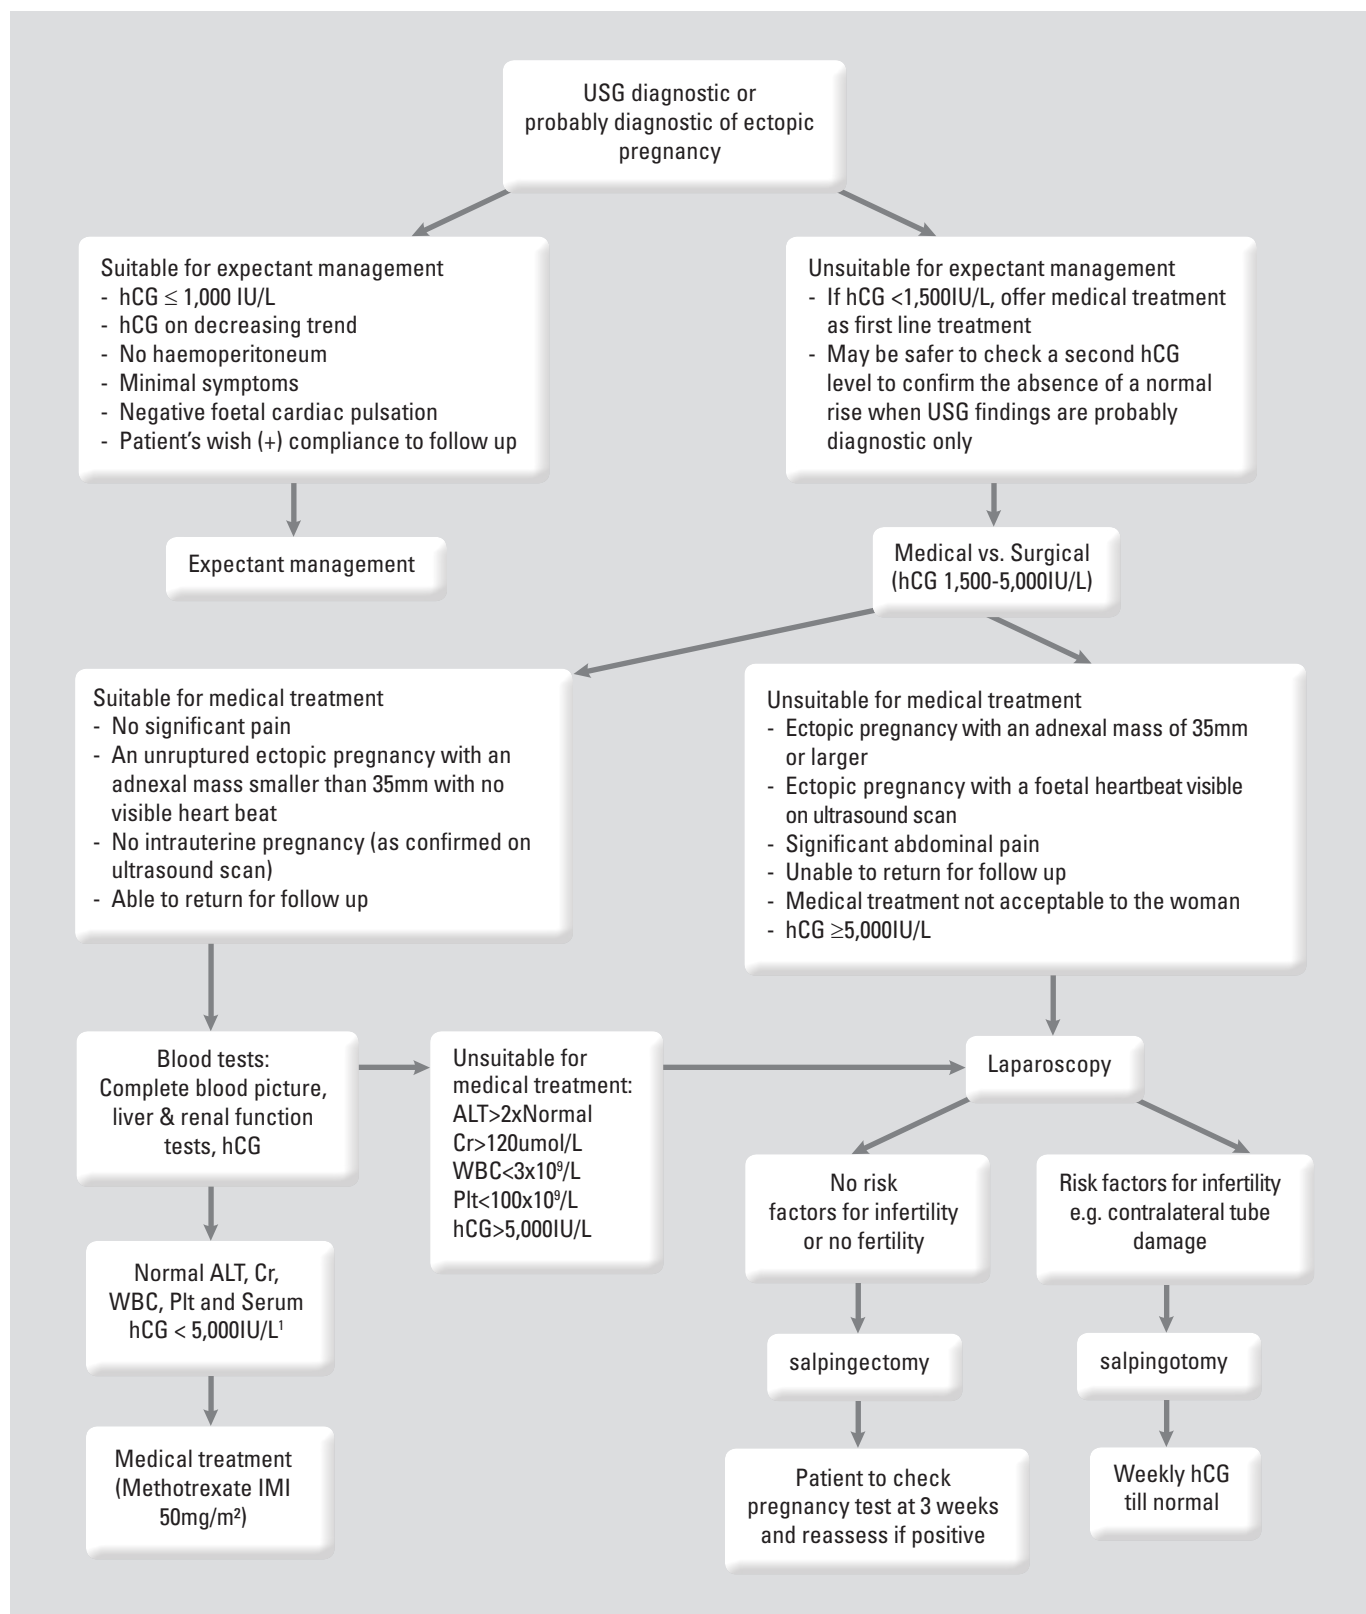 USG diagnostic or
probably diagnostic of ectopic
pregnancy
Suitable for expectant management
- hCG ≤ 1,000 IU/L
- hCG on decreasing trend
- No haemoperitoneum
- Minimal symptoms
- Negative foetal cardiac pulsation
- Patient's wish (+) compliance to follow up
Unsuitable for expectant management
- If hCG <1,500IU/L, offer medical treatment
as first line treatment
- May be safer to check a second hCG
level to confirm the absence of a normal
rise when USG findings are probably
diagnostic only
Expectant management
Medical vs. Surgical
(hCG 1,500-5,000IU/L)
Suitable for medical treatment
- No significant pain
- An unruptured ectopic pregnancy with an
adnexal mass smaller than 35mm with no
visible heart beat
- No intrauterine pregnancy (as confirmed on
ultrasound scan)
- Able to return for follow up
Unsuitable for medical treatment
- Ectopic pregnancy with an adnexal mass of 35mm
or larger
- Ectopic pregnancy with a foetal heartbeat visible
on ultrasound scan
- Significant abdominal pain
- Unable to return for follow up
- Medical treatment not acceptable to the woman
- hCG ≥5,000IU/L
Blood tests:
Complete blood picture,
liver & renal function
tests, hCG
Unsuitable for
medical treatment:
ALT>2xNormal
Cr>120umol/L
WBC<3x10⁹/L
Plt<100x10⁹/L
hCG>5,000IU/L
Laparoscopy
No risk
factors for infertility
or no fertility
Risk factors for infertility
e.g. contralateral tube
damage
Normal ALT, Cr,
WBC, Plt and Serum
hCG < 5,000IU/L¹
salpingectomy
salpingotomy
Medical treatment
(Methotrexate IMI
50mg/m²)
Patient to check
pregnancy test at 3 weeks
and reassess if positive
Weekly hCG
till normal